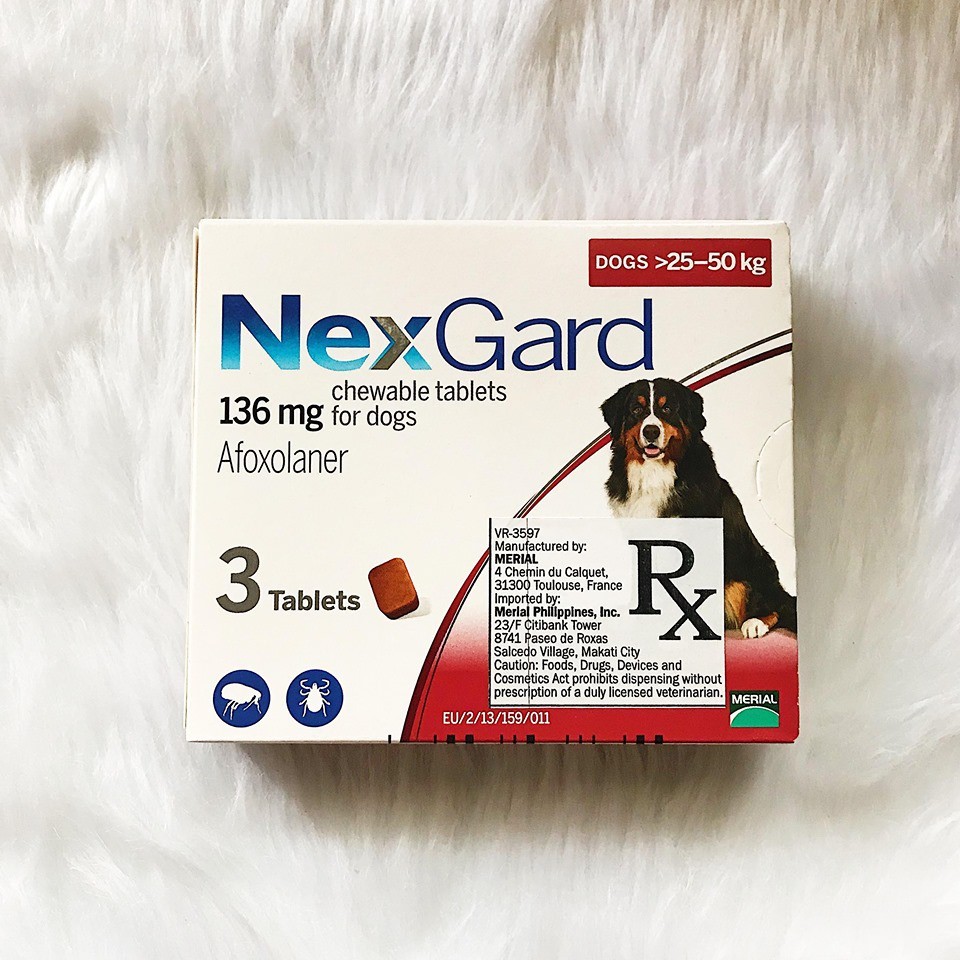 DOGS >25–50 kg
NexGard
136 mg chewable tablets
for dogs
Afoxolaner
3 Tablets
VR-3597
Manufactured by:
MERIAL
4 Chemin du Calquet,
31300 Toulouse, France
Imported by:
Merial Philippines, Inc.
23/F Citibank Tower
8741 Paseo de Roxas
Salcedo Village, Makati City
Caution: Foods, Drugs, Devices and
Cosmetics Act prohibits dispensing without
prescription of a duly licensed veterinarian.
Rx
MERIAL
EU/2/13/159/011